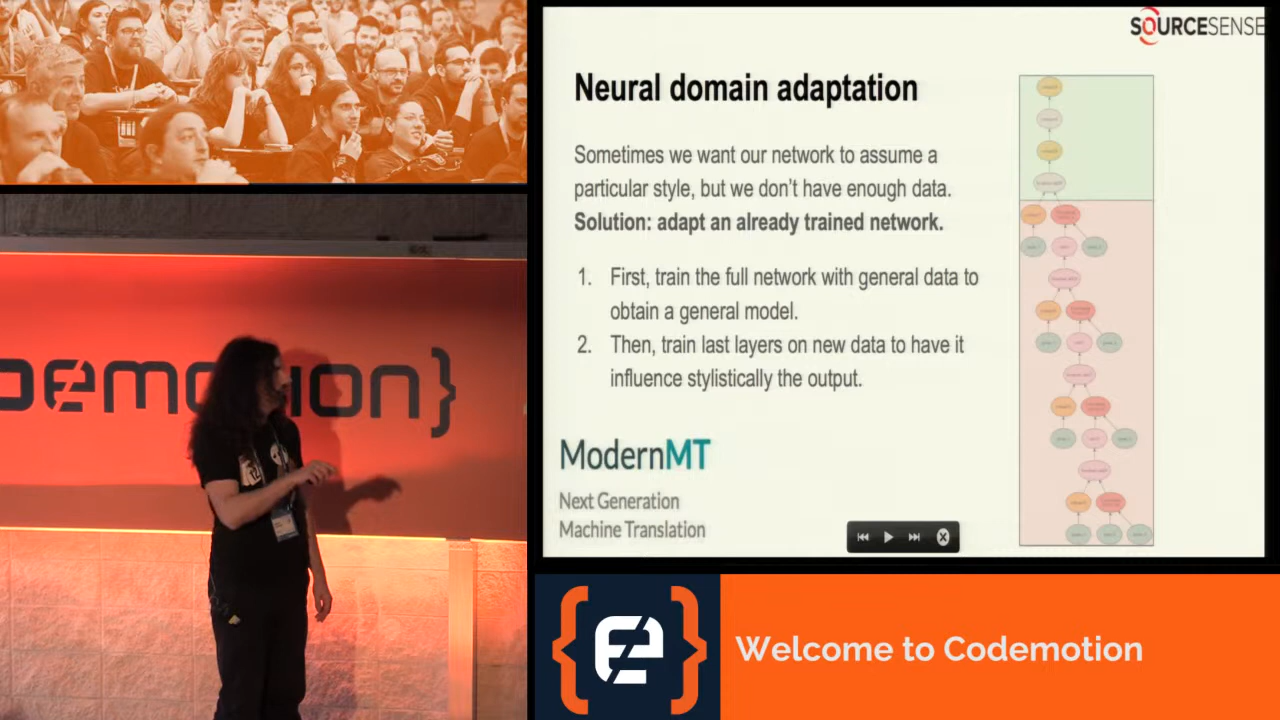 SOURCESENSE
Neural domain adaptation
Sometimes we want our network to assume a
particular style, but we don't have enough data.
Solution: adapt an already trained network.
1. First, train the full network with general data to
obtain a general model.
2. Then, train last layers on new data to have it
influence stylistically the output.
ModernMT
Next Generation
Machine Translation
emotion}
Welcome to Codemotion